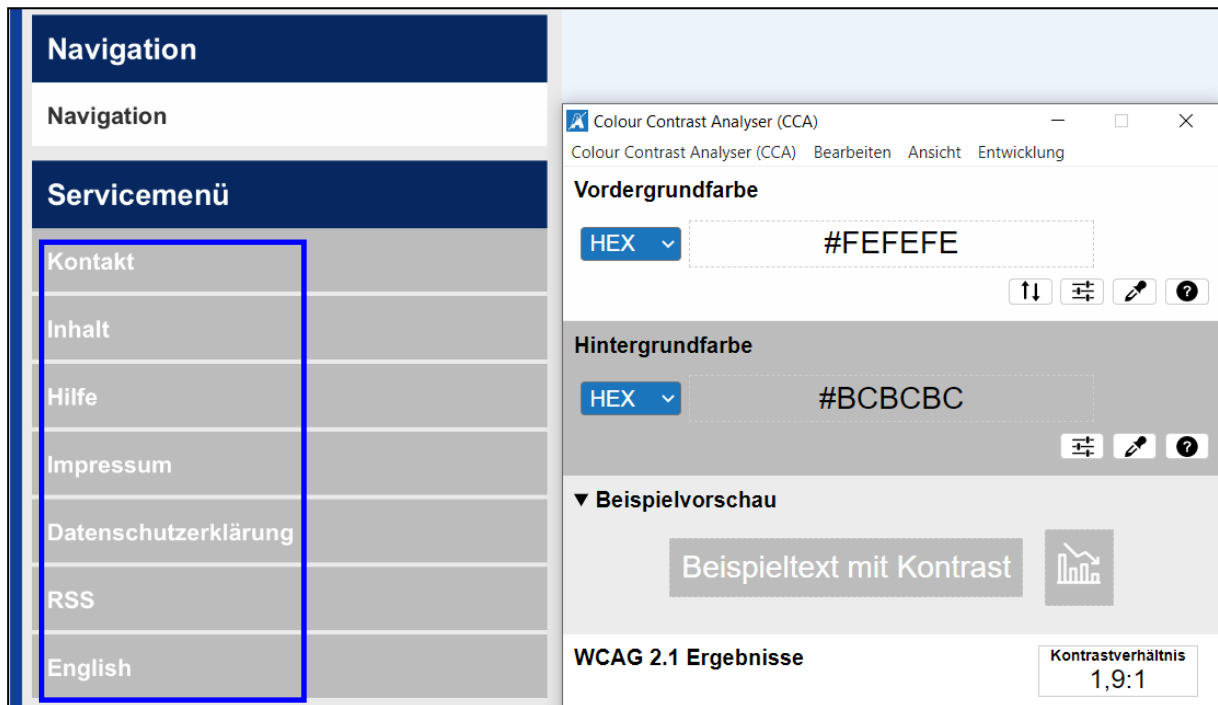 Navigation
Navigation
Servicemenü
Kontakt
Inhalt
Hilfe
Impressum
Datenschutzerklärung
RSS
English
Colour Contrast Analyser (CCA)
Colour Contrast Analyser (CCA) Bearbeiten Ansicht Entwicklung
Vordergrundfarbe
HEX #FEFEFE
Hintergrundfarbe
HEX #BCBCBC
▼ Beispielvorschau
Beispieltext mit Kontrast
WCAG 2.1 Ergebnisse
Kontrastverhältnis
1,9:1